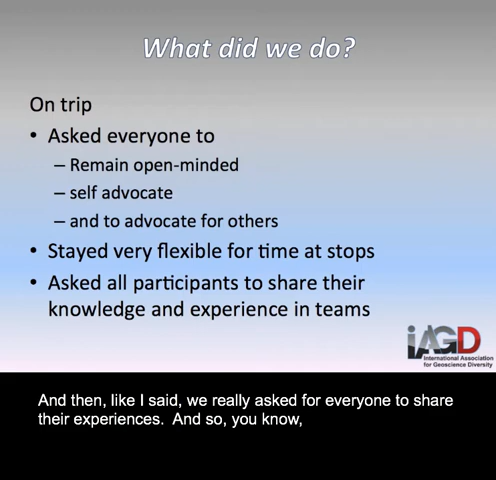 What did we do?
On trip
• Asked everyone to
– Remain open-minded
– self advocate
– and to advocate for others
• Stayed very flexible for time at stops
• Asked all participants to share their
knowledge and experience in teams
iAGD
International Association
for Geoscience Diversity
And then, like I said, we really asked for everyone to share
their experiences.  And so, you know,